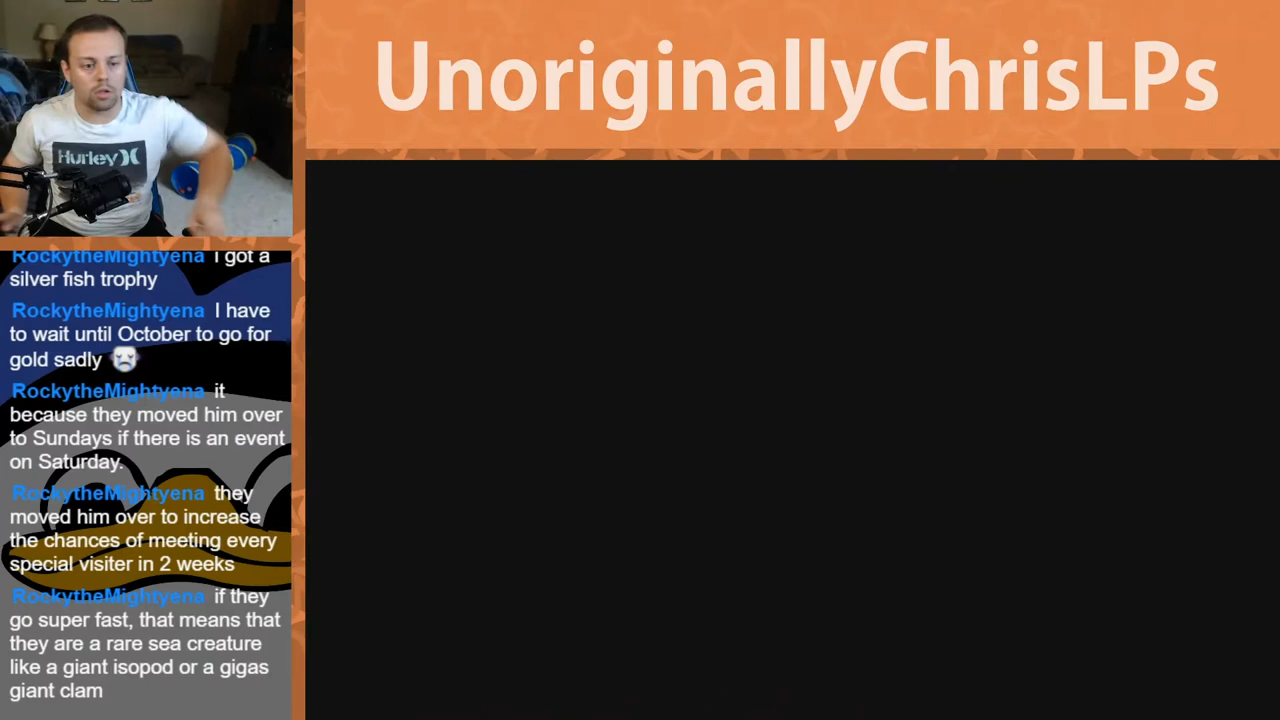 UnoriginallyChrisLPs
Hurley
RockytheMightyena i got a
silver fish trophy
RockytheMightyena I have
to wait until October to go for
gold sadly
RockytheMightyena it
because they moved him over
to Sundays if there is an event
on Saturday.
RockytheMightyena they
moved him over to increase
the chances of meeting every
special visiter in 2 weeks
RockytheMightyena if they
go super fast, that means that
they are a rare sea creature
like a giant isopod or a gigas
giant clam